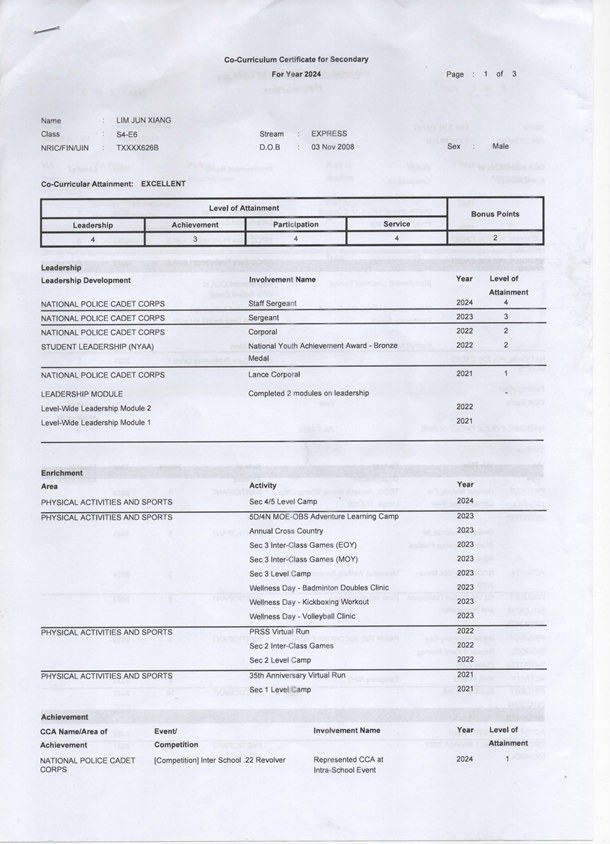 Co-Curriculum Certificate for Secondary
For Year 2024
Page : 1 of 3
Name : LIM JUN XIANG
Class : S4-E6 Stream : EXPRESS
NRIC/FIN/UIN : TXXXX626B D.O.B : 03 Nov 2008 Sex : Male
Co-Curricular Attainment: EXCELLENT
Level of Attainment Bonus Points
Leadership Achievement Participation Service
4 3 4 4 2
Leadership
Leadership Development Involvement Name Year Level of
Attainment
NATIONAL POLICE CADET CORPS Staff Sergeant 2024 4
NATIONAL POLICE CADET CORPS Sergeant 2023 3
NATIONAL POLICE CADET CORPS Corporal 2022 2
STUDENT LEADERSHIP (NYAA) National Youth Achievement Award - Bronze 2022 2
Medal
NATIONAL POLICE CADET CORPS Lance Corporal 2021 1
LEADERSHIP MODULE Completed 2 modules on leadership -
Level-Wide Leadership Module 2 2022
Level-Wide Leadership Module 1 2021
Enrichment
Area Activity Year
PHYSICAL ACTIVITIES AND SPORTS Sec 4/5 Level Camp 2024
PHYSICAL ACTIVITIES AND SPORTS 5D/4N MOE-OBS Adventure Learning Camp 2023
Annual Cross Country 2023
Sec 3 Inter-Class Games (EOY) 2023
Sec 3 Inter-Class Games (MOY) 2023
Sec 3 Level Camp 2023
Wellness Day - Badminton Doubles Clinic 2023
Wellness Day - Kickboxing Workout 2023
Wellness Day - Volleyball Clinic 2023
PHYSICAL ACTIVITIES AND SPORTS PRSS Virtual Run 2022
Sec 2 Inter-Class Games 2022
Sec 2 Level Camp 2022
PHYSICAL ACTIVITIES AND SPORTS 35th Anniversary Virtual Run 2021
Sec 1 Level Camp 2021
Achievement
CCA Name/Area of Event/ Involvement Name Year Level of
Achievement Competition Attainment
NATIONAL POLICE CADET [Competition] Inter School .22 Revolver Represented CCA at 2024 1
CORPS Intra-School Event